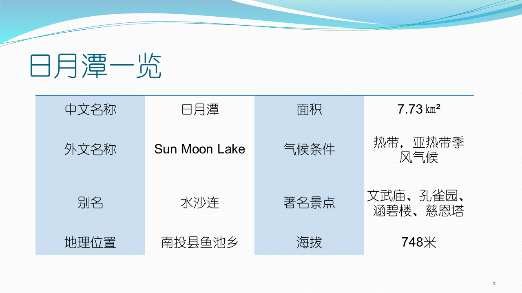 日月潭一览
中文名称 日月潭 面积 7.73㎢
外文名称 Sun Moon Lake 气候条件 热带，亚热带季
风气候
别名 水沙连 著名景点 文武庙、孔雀园、
涵碧楼、慈恩塔
地理位置 南投县鱼池乡 海拔 748米